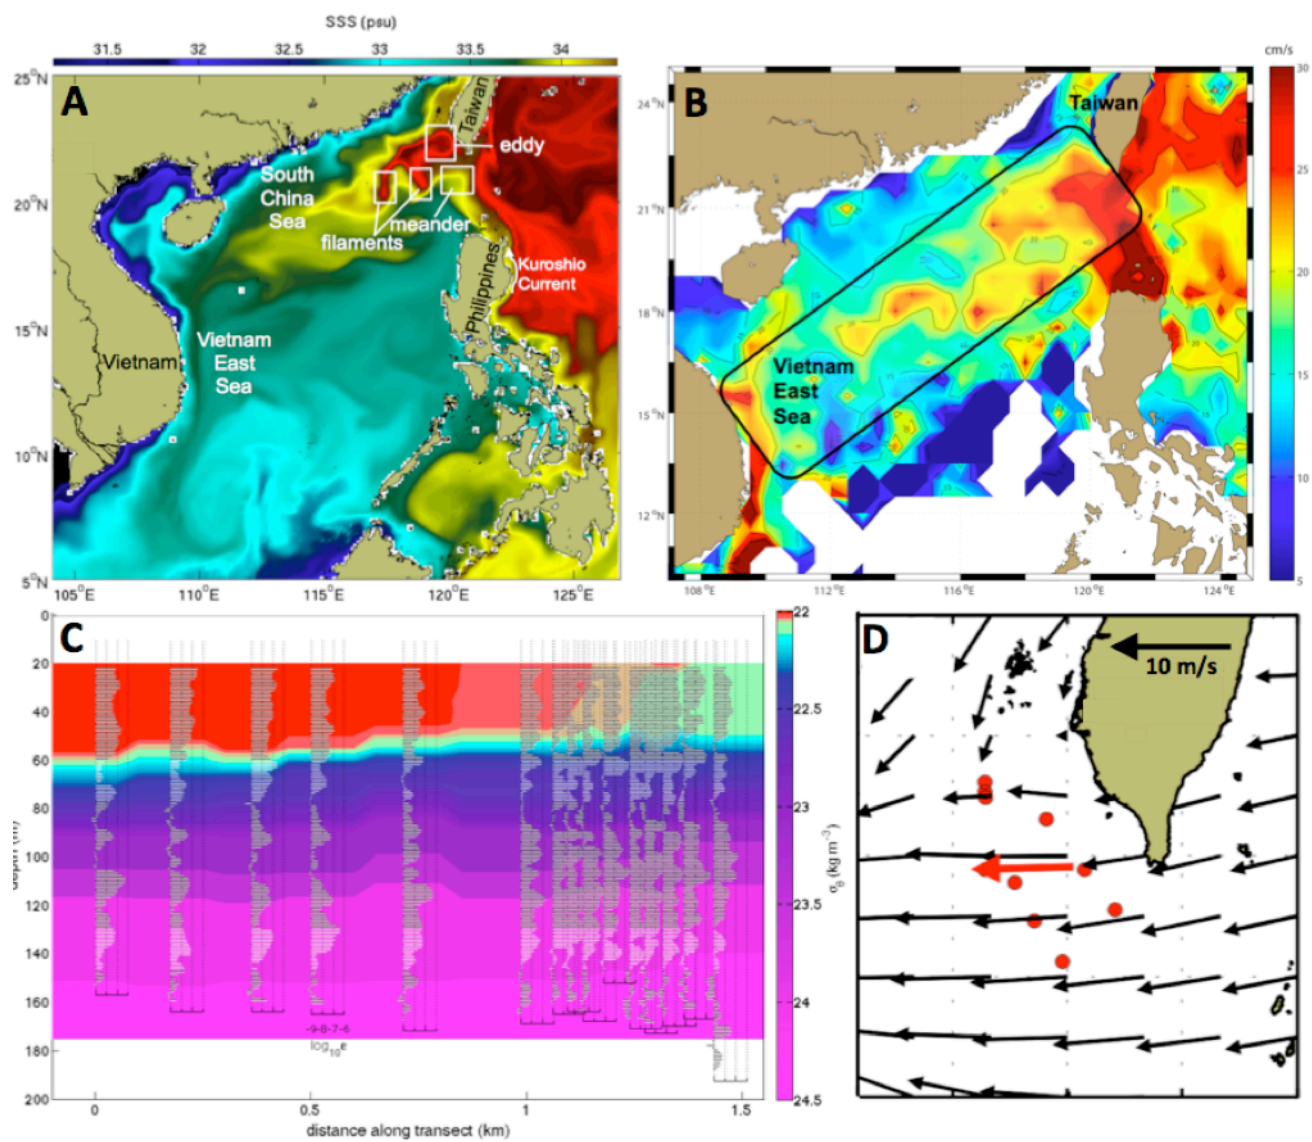 SSS (psu)
31.5 32 32.5 33 33.5 34
25°N
20°N
15°N
10°N
5°N
105°E 110°E 115°E 120°E 125°E
A
Taiwan
eddy
South
China
Sea
meander
filaments
Kuroshio
Current
Philippines
Vietnam
Vietnam
East
Sea
cm/s
30
25
20
15
10
5
B
Taiwan
24°N
21°N
18°N
15°N
12°N
108°E 112°E 116°E 120°E 124°E
Vietnam
East
Sea
C
0
20
40
60
80
100
120
140
160
180
200
depth (m)
-9-8-7-6
log10ε
0 0.5 1 1.5
distance along transect (km)
22
22.5
23
23.5
24
24.5
σθ (kg m-3)
D
10 m/s